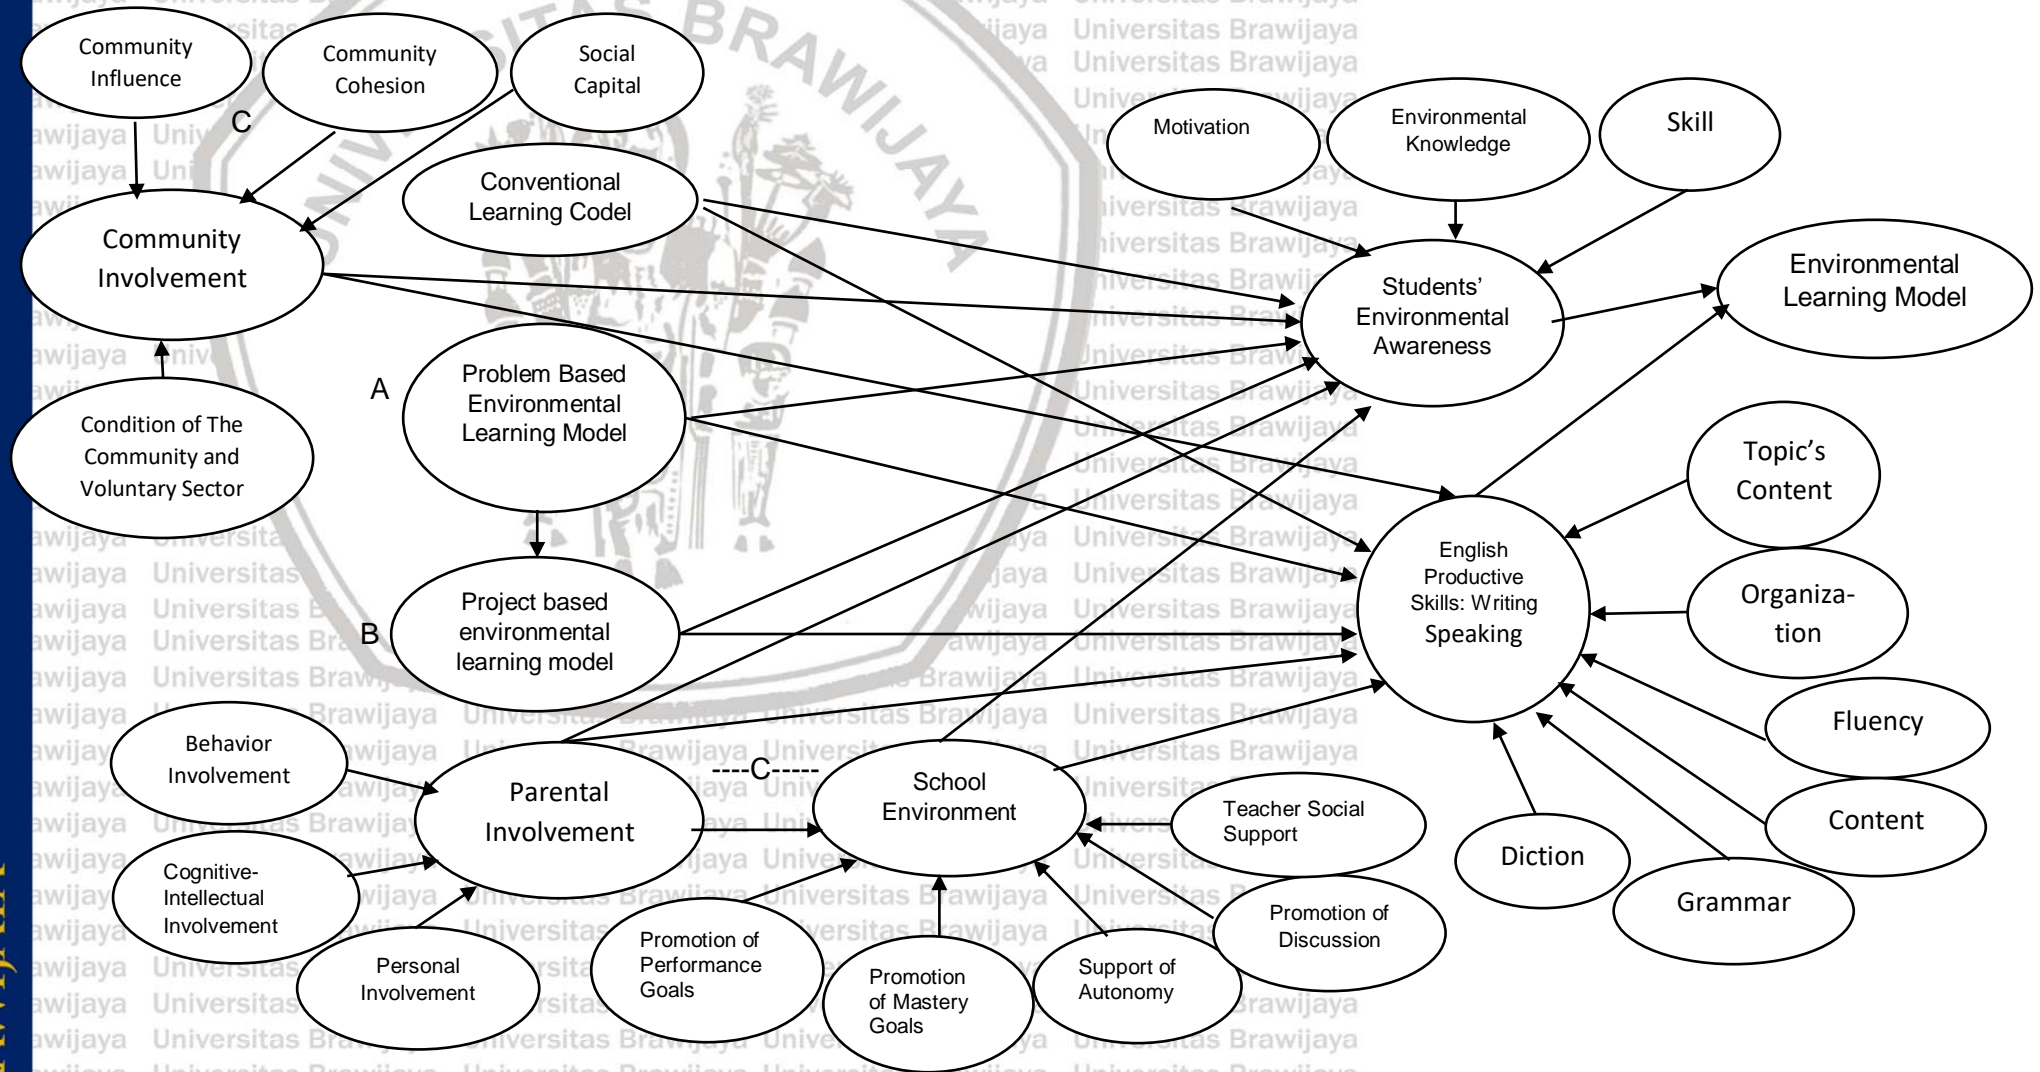 Community
Influence
Community
Cohesion
Social
Capital
C
Community
Involvement
Condition of The
Community and
Voluntary Sector
Conventional
Learning Codel
A
Problem Based
Environmental
Learning Model
B
Project based
environmental
learning model
Motivation
Environmental
Knowledge
Skill
Students’
Environmental
Awareness
Environmental
Learning Model
English
Productive
Skills: Writing
Speaking
Topic’s
Content
Organiza-
tion
Fluency
Content
Grammar
Diction
Behavior
Involvement
Cognitive-
Intellectual
Involvement
Personal
Involvement
Parental
Involvement
----C-----
School
Environment
Teacher Social
Support
Promotion of
Discussion
Support of
Autonomy
Promotion
of Mastery
Goals
Promotion of
Performance
Goals
UNIVERSITAS BRAWIJAYA
Universitas Brawijaya